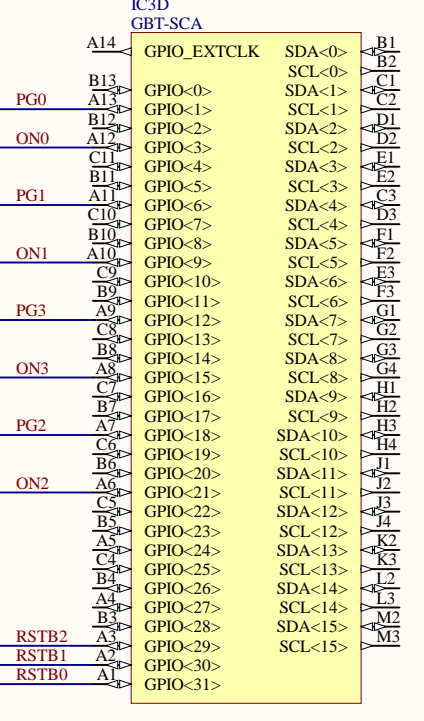 IC3D
GBT-SCA
A14 GPIO_EXTCLK SDA<0> B1
SCL<0> B2
B13 GPIO<0> SDA<1> C1
PG0 A13 GPIO<1> SCL<1> C2
B12 GPIO<2> SDA<2> D1
ON0 A12 GPIO<3> SCL<2> D2
C11 GPIO<4> SDA<3> E1
B11 GPIO<5> SCL<3> E2
PG1 A11 GPIO<6> SDA<4> C3
C10 GPIO<7> SCL<4> D3
B10 GPIO<8> SDA<5> F1
ON1 A10 GPIO<9> SCL<5> F2
C9 GPIO<10> SDA<6> E3
B9 GPIO<11> SCL<6> F3
PG3 A9 GPIO<12> SDA<7> G1
C8 GPIO<13> SCL<7> G2
B8 GPIO<14> SDA<8> G3
ON3 A8 GPIO<15> SCL<8> G4
C7 GPIO<16> SDA<9> H1
B7 GPIO<17> SCL<9> H2
PG2 A7 GPIO<18> SDA<10> H3
C6 GPIO<19> SCL<10> H4
B6 GPIO<20> SDA<11> J1
ON2 A6 GPIO<21> SCL<11> J2
C5 GPIO<22> SDA<12> J3
B5 GPIO<23> SCL<12> J4
A5 GPIO<24> SDA<13> K2
C4 GPIO<25> SCL<13> K3
B4 GPIO<26> SDA<14> L2
A4 GPIO<27> SCL<14> L3
B3 GPIO<28> SDA<15> M2
RSTB2 A3 GPIO<29> SCL<15> M3
RSTB1 A2 GPIO<30>
RSTB0 A1 GPIO<31>